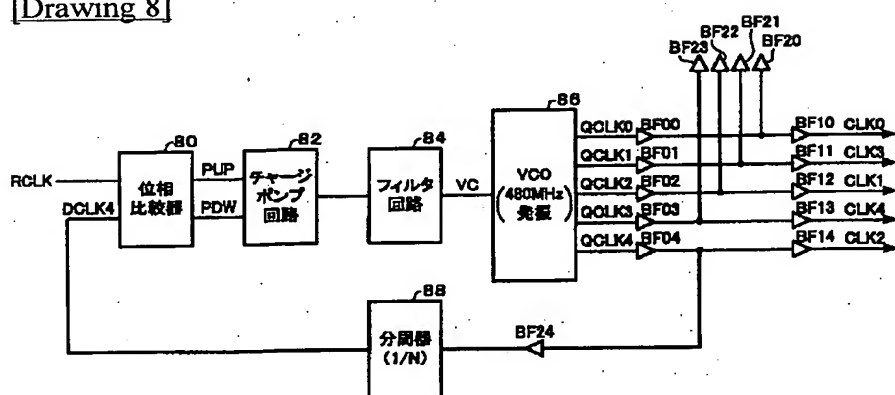 [Drawing 8]
BF21
BF22
BF23
BF20
86
80
82
84
QCLK0 BF00
BF10 CLK0
RCLK
PUP
チャージ
ポンプ
回路
位相
比較器
フィルタ
回路
VC
VCO
(480MHz)
発振
QCLK1 BF01
BF11 CLK3
QCLK2 BF02
BF12 CLK1
DCLK4
PDW
QCLK3 BF03
BF13 CLK4
QCLK4 BF04
BF14 CLK2
88
分周器
(1/N)
BF24